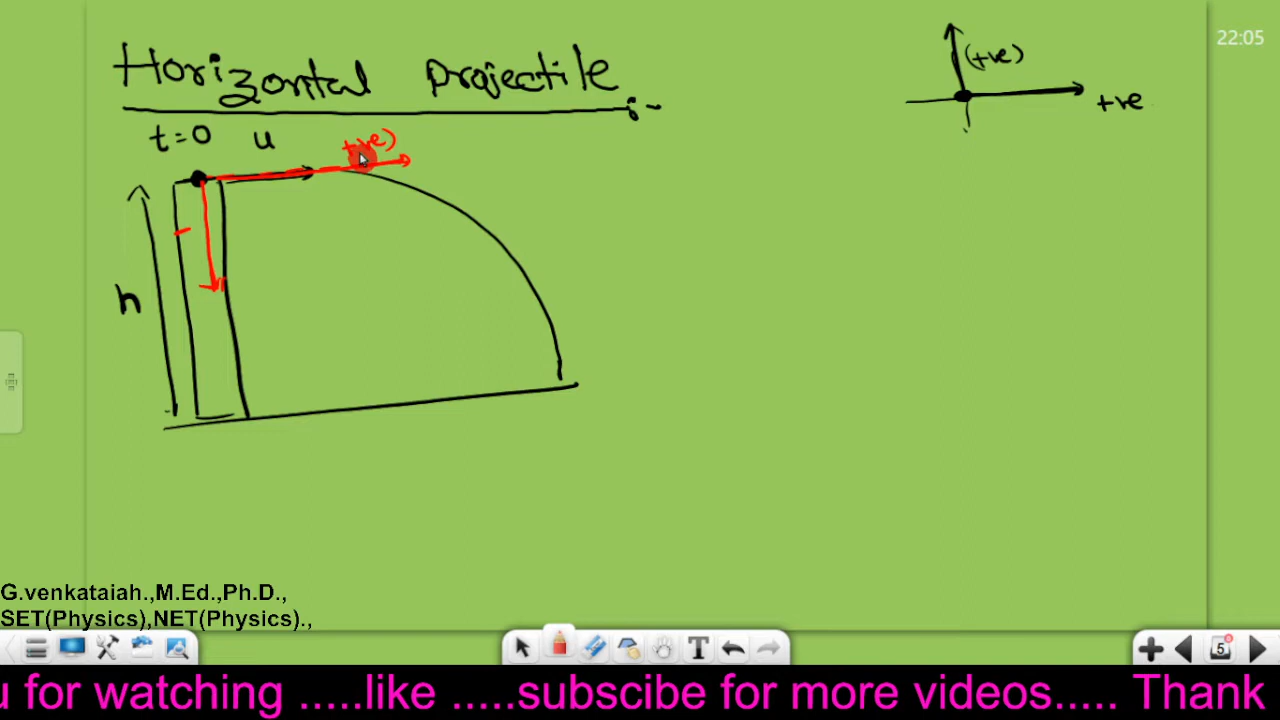 Horizontal projectile :-
22:05
(+ve)
+ve
t=0 u
+ve)
h
G.venkataiah.,M.Ed.,Ph.D.,
SET(Physics),NET(Physics).,
T
5
u for watching .....like .....subscibe for more videos..... Thank